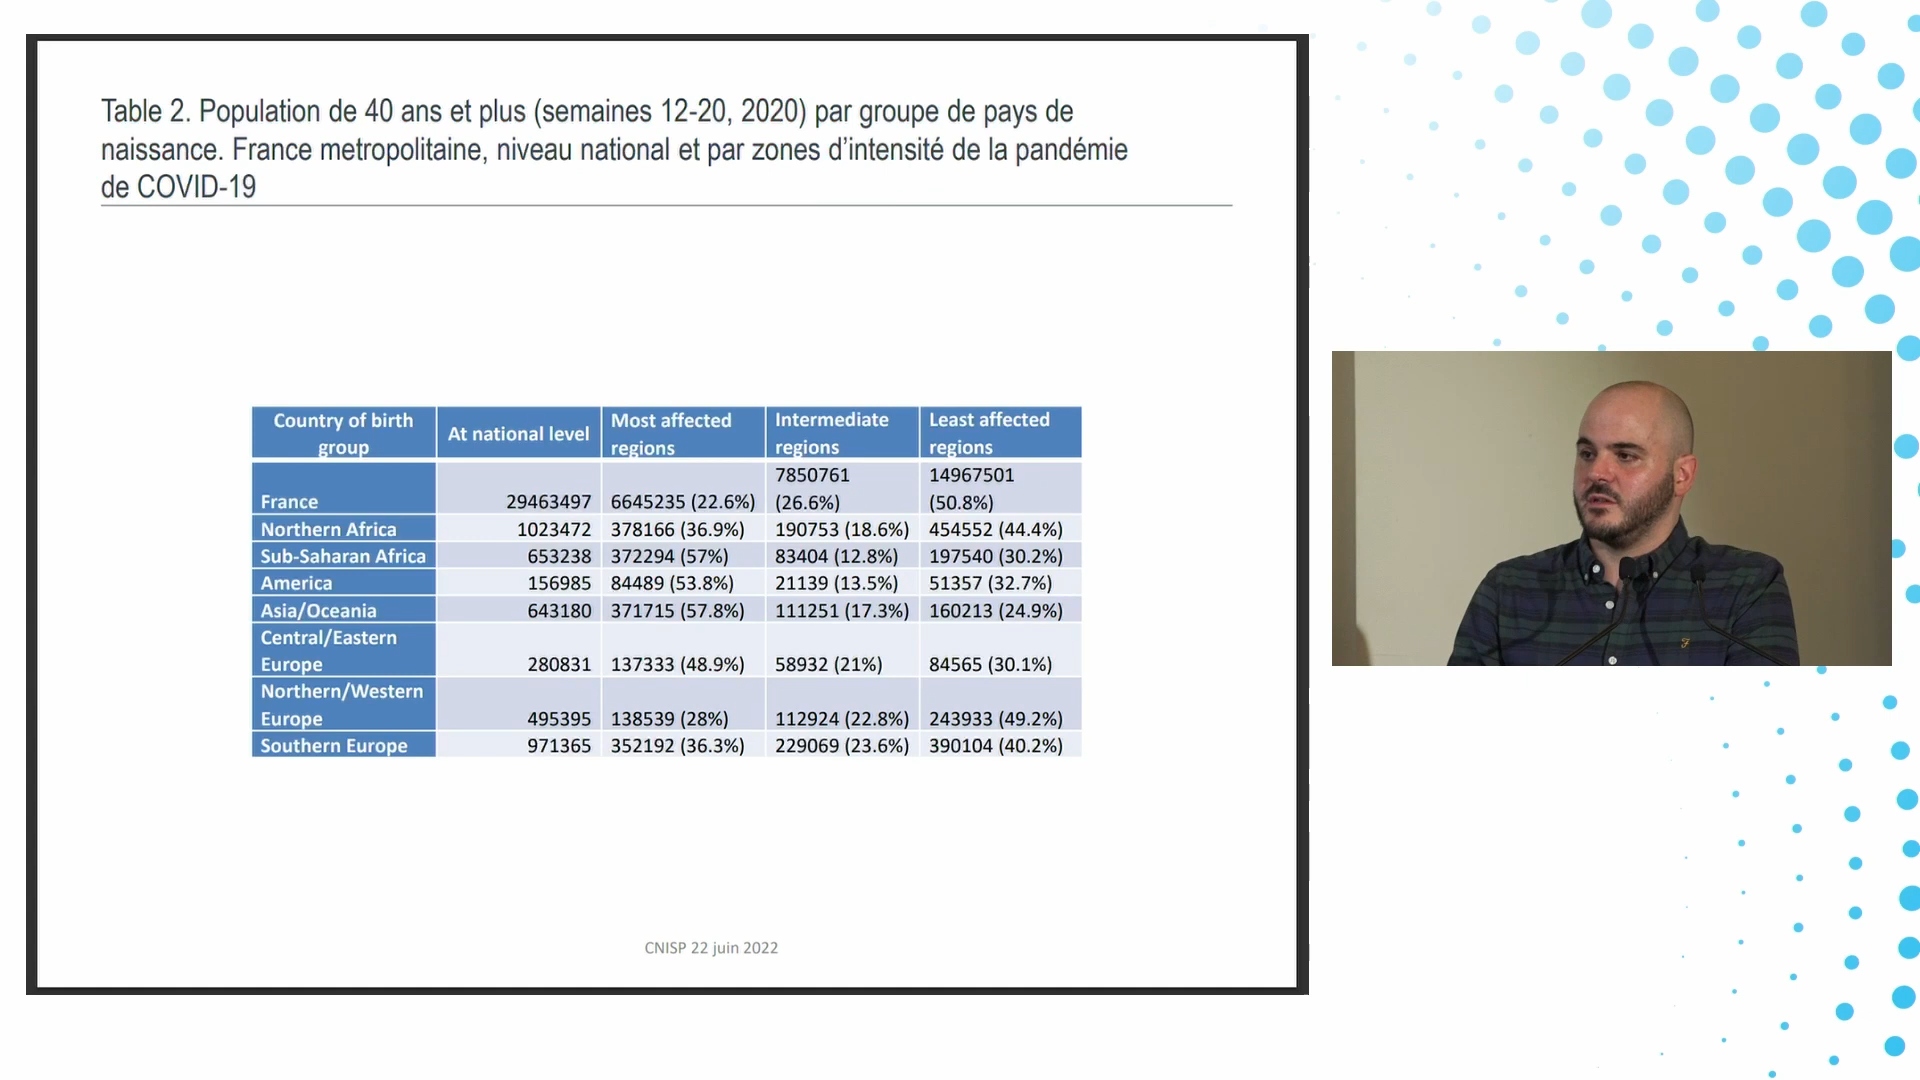 Table 2. Population de 40 ans et plus (semaines 12-20, 2020) par groupe de pays de
naissance. France metropolitaine, niveau national et par zones d'intensité de la pandémie
de COVID-19
Country of birth group At national level Most affected regions Intermediate regions Least affected regions
France 29463497 6645235 (22.6%) 7850761 (26.6%) 14967501 (50.8%)
Northern Africa 1023472 378166 (36.9%) 190753 (18.6%) 454552 (44.4%)
Sub-Saharan Africa 653238 372294 (57%) 83404 (12.8%) 197540 (30.2%)
America 156985 84489 (53.8%) 21139 (13.5%) 51357 (32.7%)
Asia/Oceania 643180 371715 (57.8%) 111251 (17.3%) 160213 (24.9%)
Central/Eastern Europe 280831 137333 (48.9%) 58932 (21%) 84565 (30.1%)
Northern/Western Europe 495395 138539 (28%) 112924 (22.8%) 243933 (49.2%)
Southern Europe 971365 352192 (36.3%) 229069 (23.6%) 390104 (40.2%)
CNISP 22 juin 2022